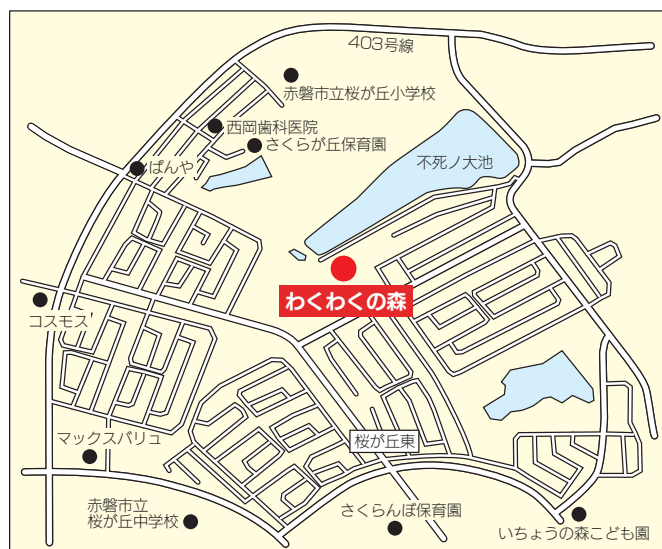 403号線
赤磐市立桜が丘小学校
西岡歯科医院
さくらが丘保育園
ぱんや
不死ノ大池
わくわくの森
コスモス
マックスバリュ
桜が丘東
赤磐市立
桜が丘中学校
さくらんぼ保育園
いちょうの森こども園